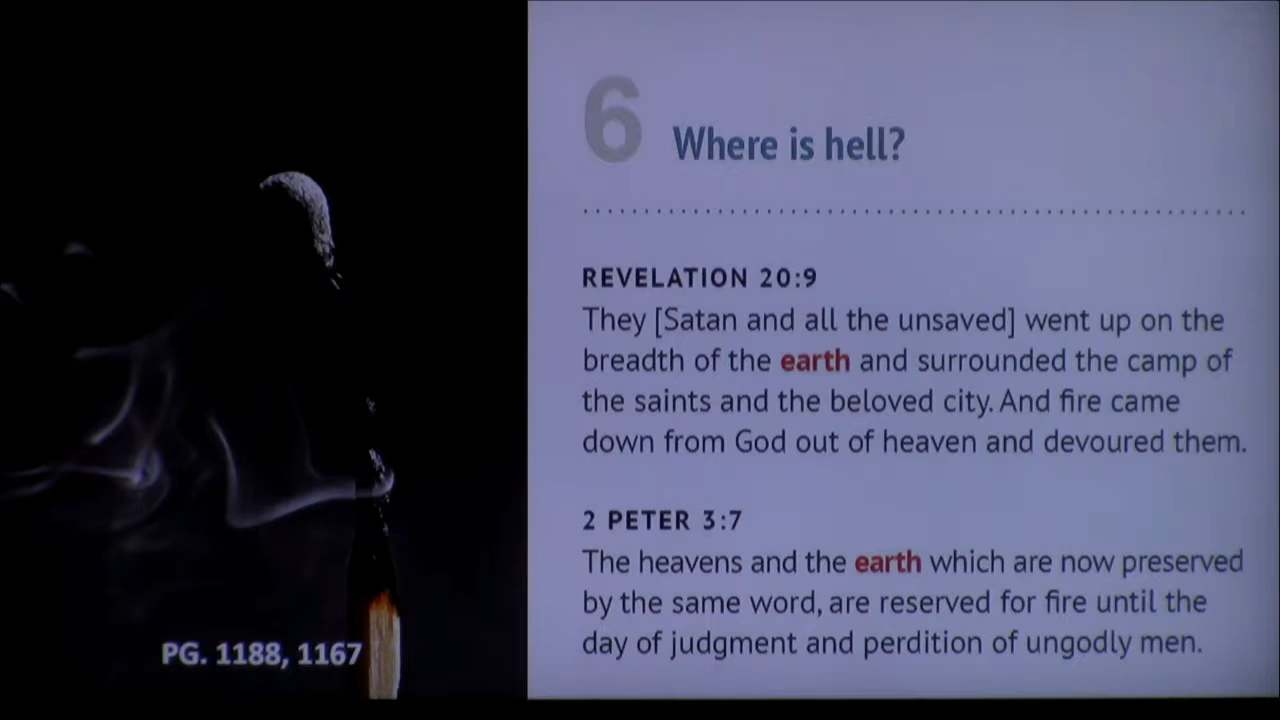 6 Where is hell?
REVELATION 20:9
They [Satan and all the unsaved] went up on the
breadth of the earth and surrounded the camp of
the saints and the beloved city. And fire came
down from God out of heaven and devoured them.
2 PETER 3:7
The heavens and the earth which are now preserved
by the same word, are reserved for fire until the
day of judgment and perdition of ungodly men.
PG. 1188, 1167